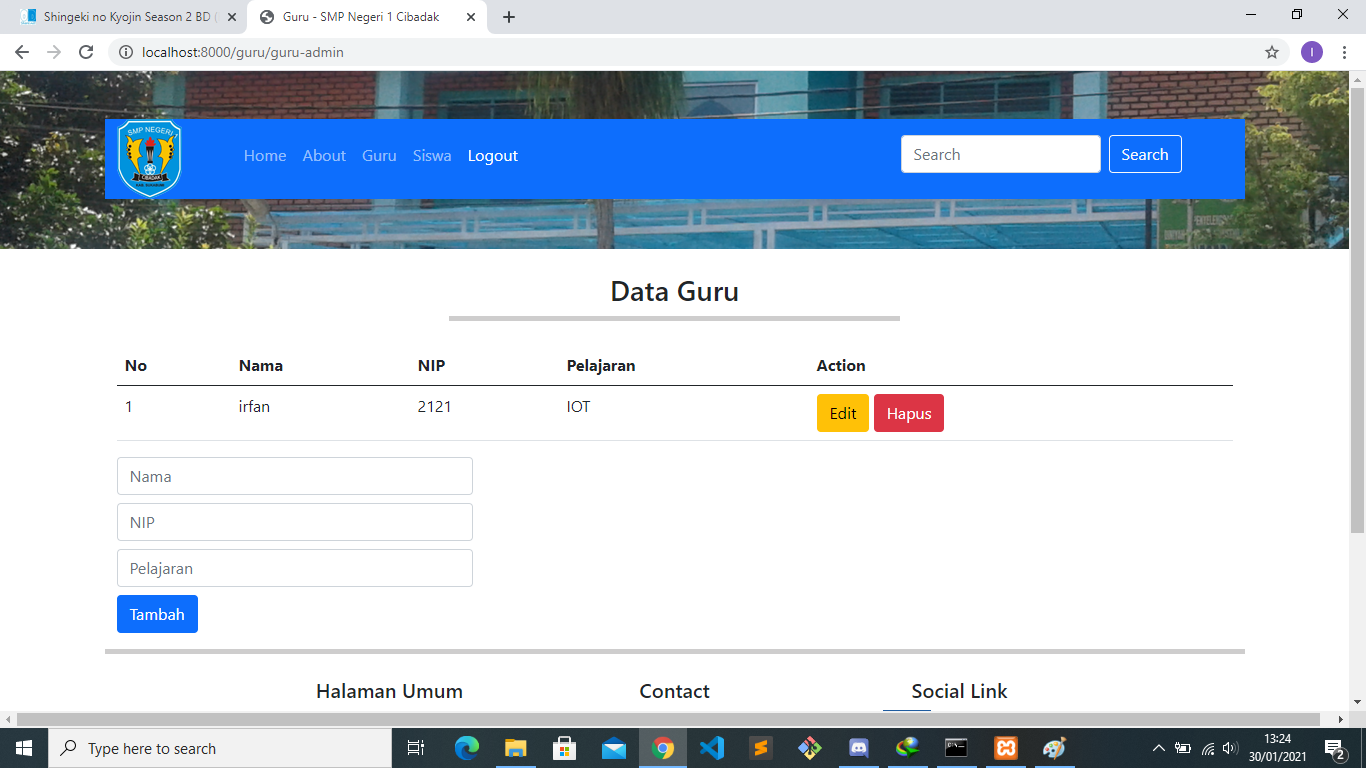 Shingeki no Kyojin Season 2 BD
Guru - SMP Negeri 1 Cibadak
localhost:8000/guru/guru-admin
I
SMP NEGERI 1
CIBADAK
Home About Guru Siswa Logout
Search Search
Data Guru
No Nama NIP Pelajaran Action
1 irfan 2121 IOT Edit Hapus
Nama
NIP
Pelajaran
Tambah
Halaman Umum Contact Social Link
Type here to search
13:24
30/01/2021
2